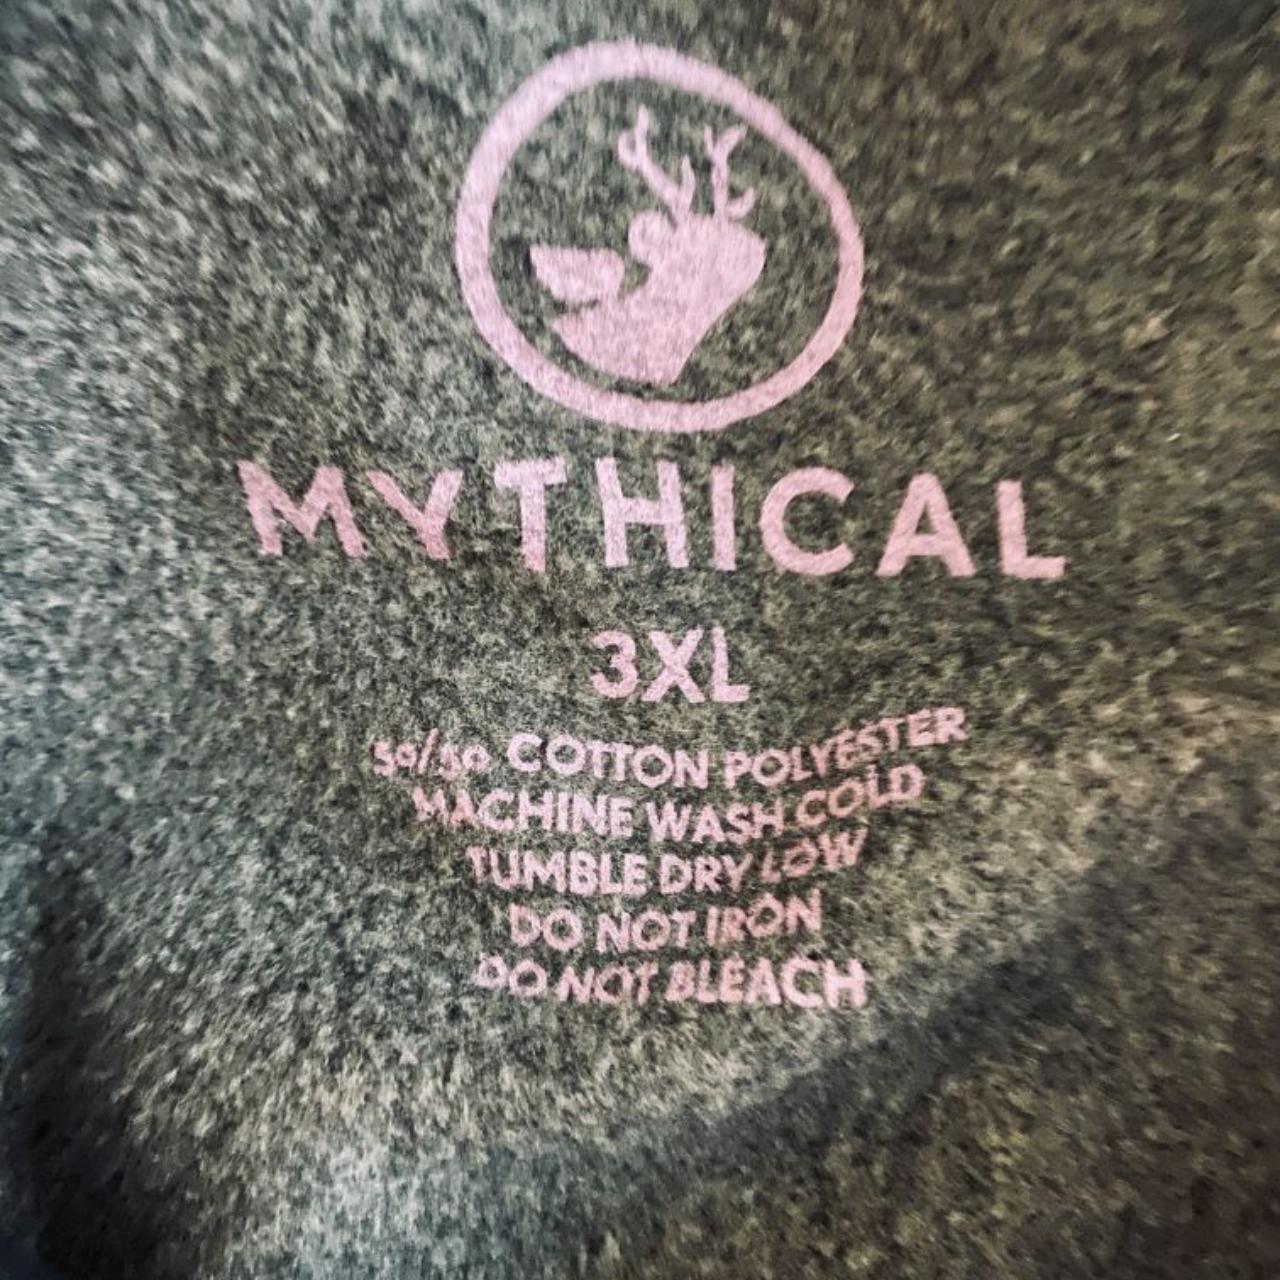 MYTHICAL
3XL
50/50 COTTON POLYESTER
MACHINE WASH COLD
TUMBLE DRY LOW
DO NOT IRON
DO NOT BLEACH